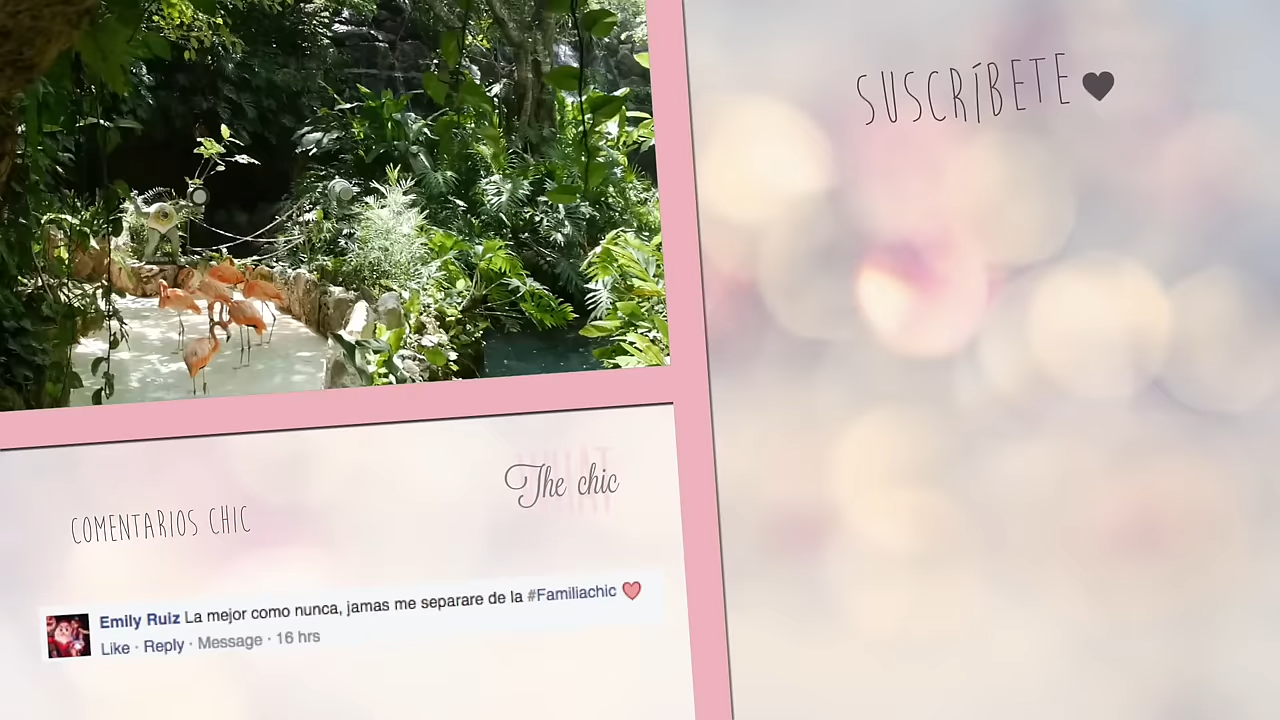 SUSCRÍBETE
The chic
COMENTARIOS CHIC
Emily Ruiz La mejor como nunca, jamas me separare de la #Familiachic
Like · Reply · Message · 16 hrs